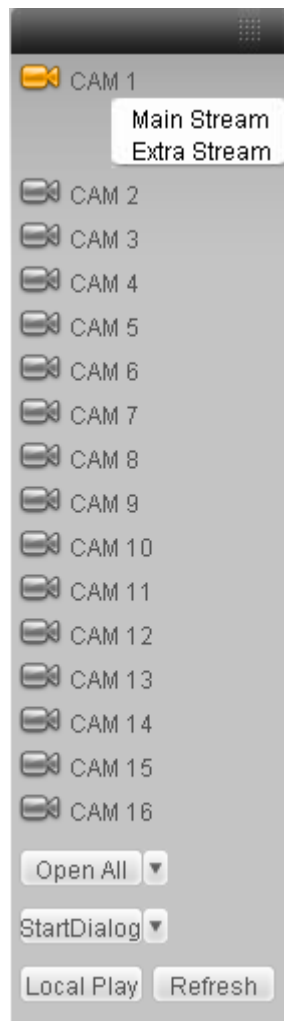 CAM 1
Main Stream
Extra Stream
CAM 2
CAM 3
CAM 4
CAM 5
CAM 6
CAM 7
CAM 8
CAM 9
CAM 10
CAM 11
CAM 12
CAM 13
CAM 14
CAM 15
CAM 16
Open All
StartDialog
Local Play Refresh